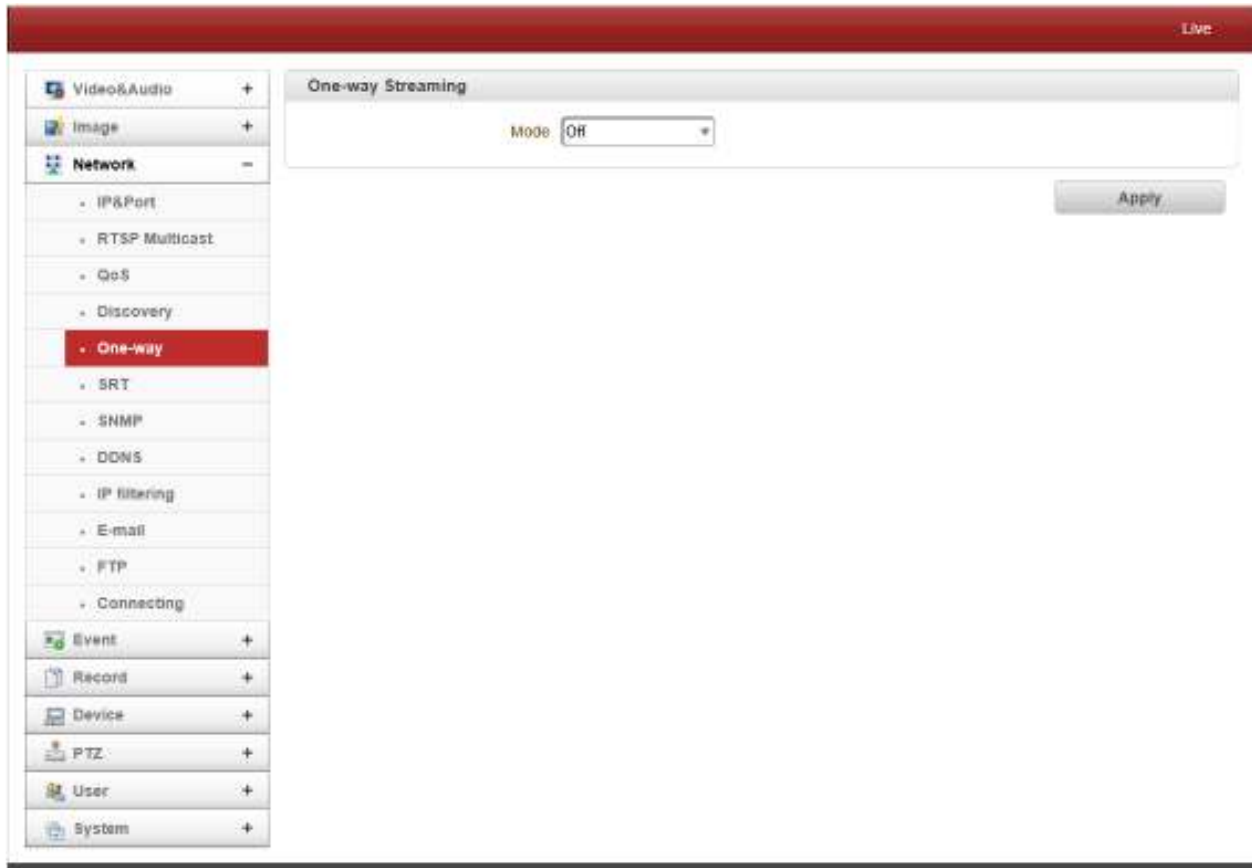 Live
Video&Audio +
Image +
Network -
IP&Port
RTSP Multicast
QoS
Discovery
One-way
SRT
SNMP
DDNS
IP filtering
E-mail
FTP
Connecting
Event +
Record +
Device +
PTZ +
User +
System +
One-way Streaming
Mode Off
Apply